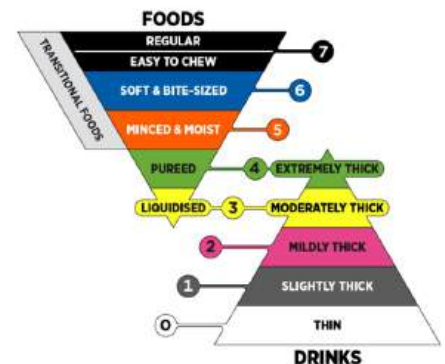 FOODS
TRANSITIONAL FOODS
REGULAR
EASY TO CHEW
7
SOFT & BITE-SIZED
6
MINCED & MOIST
5
PUREED
4
EXTREMELY THICK
LIQUIDISED
3
MODERATELY THICK
2
MILDLY THICK
1
SLIGHTLY THICK
0
THIN
DRINKS